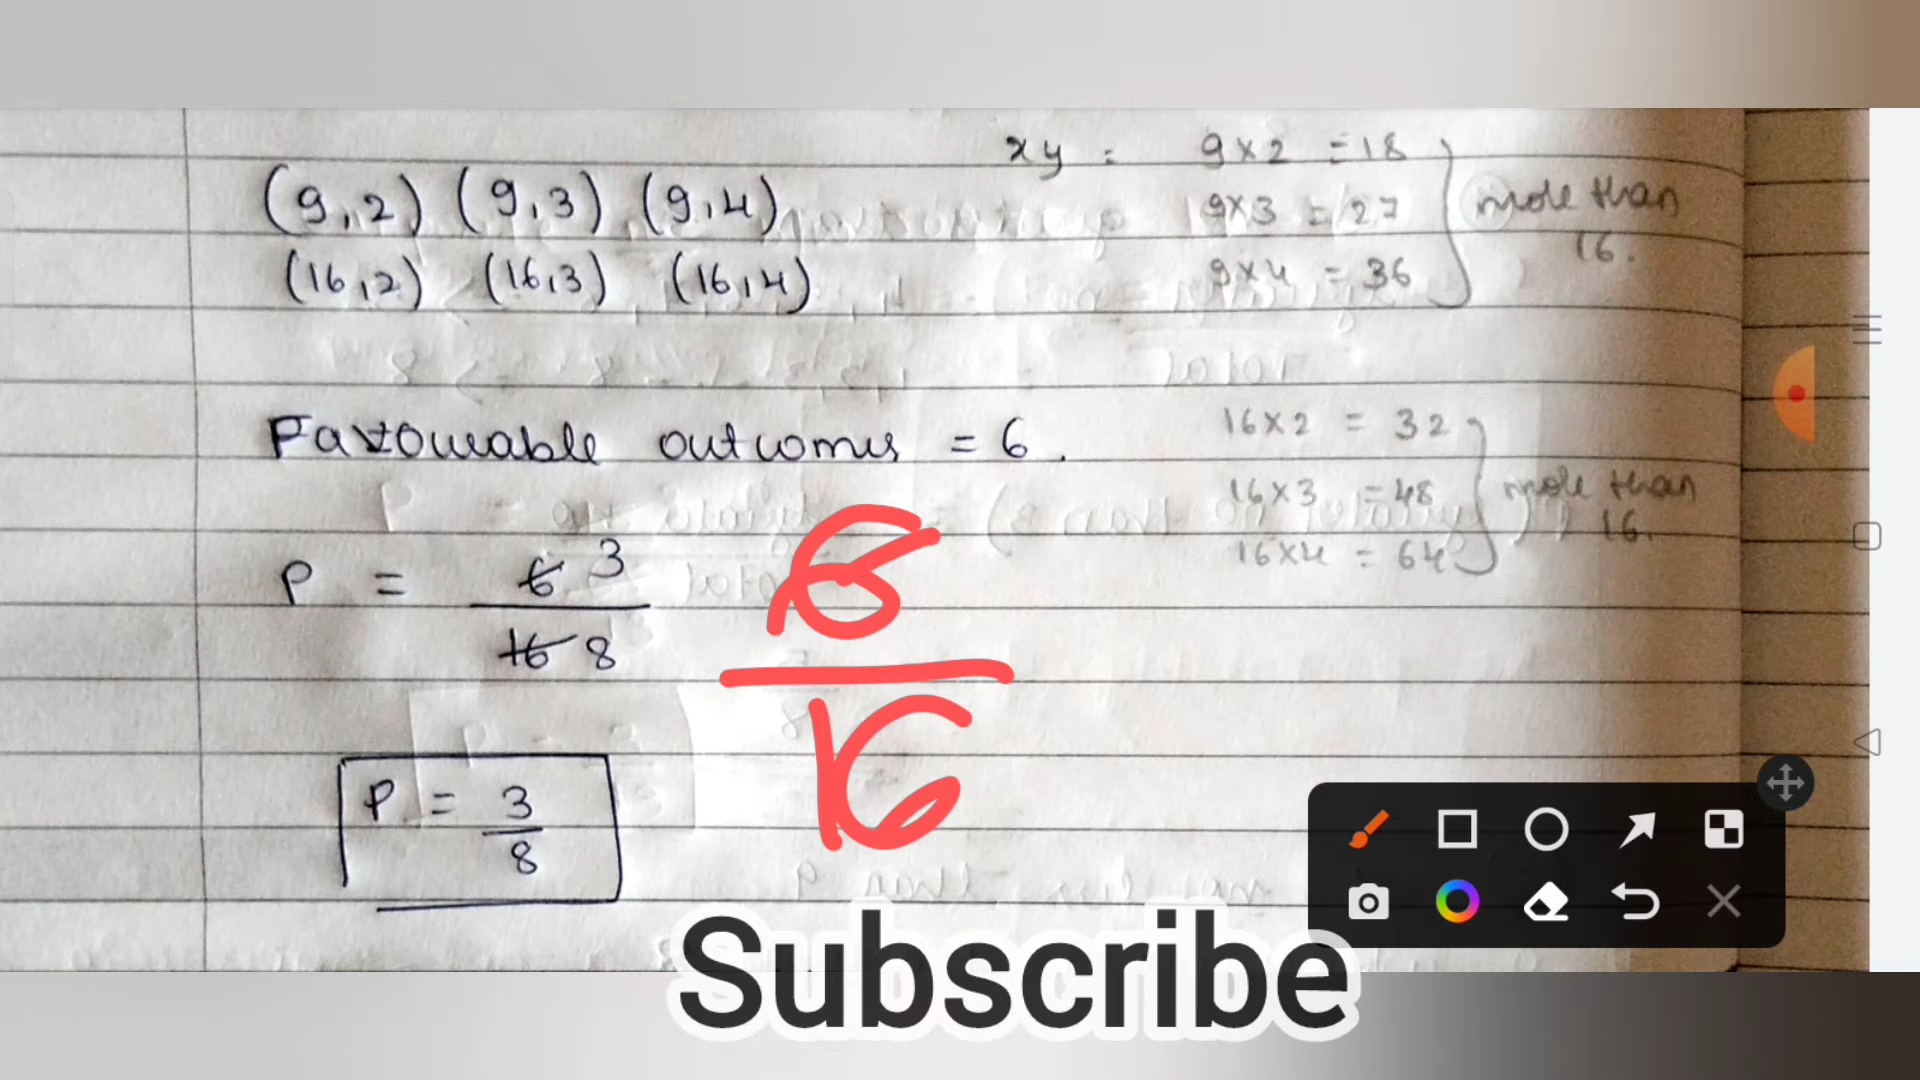 xy = 9×2 = 18
(9,2) (9,3) (9,4) 9×3 = 27 more than
(16,2) (16,3) (16,4) 9×4 = 36 16.
Favourable outcomes = 6. 16×2 = 32
16×3 = 48 more than
16×4 = 64 16.
P = 6 3
16 8
6
16
P = 3
8
Subscribe